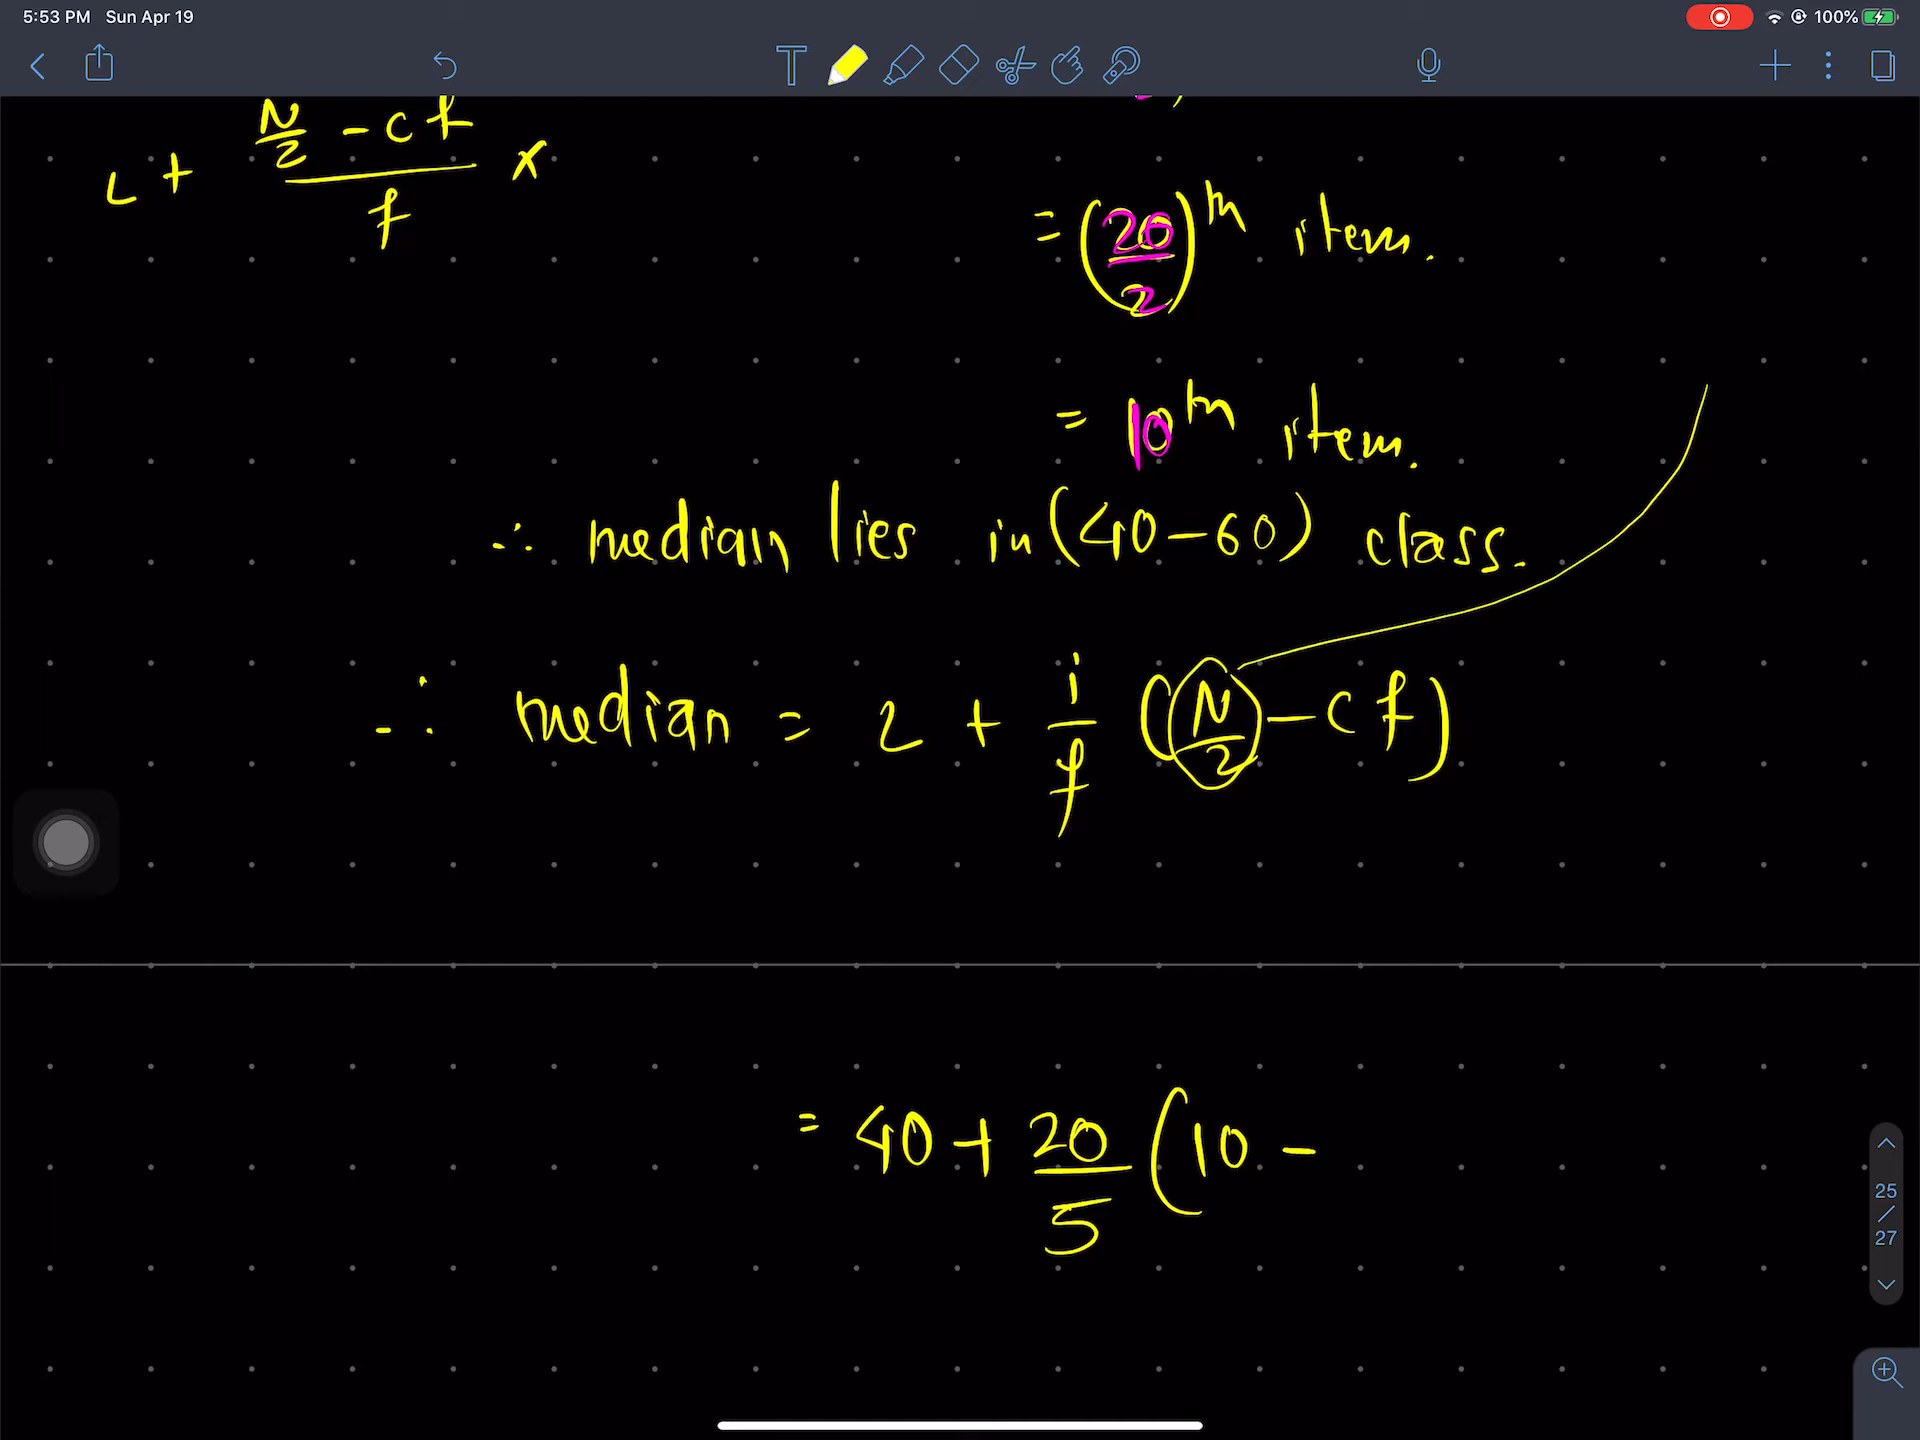 5:53 PM Sun Apr 19
100%
T
L + (N/2 - cf)/f ×
= (20/2)th item.
= 10th item.
∴ median lies in (40-60) class.
∴ median = L + i/f (N/2 - cf)
= 40 + 20/5 (10 -
25
/
27